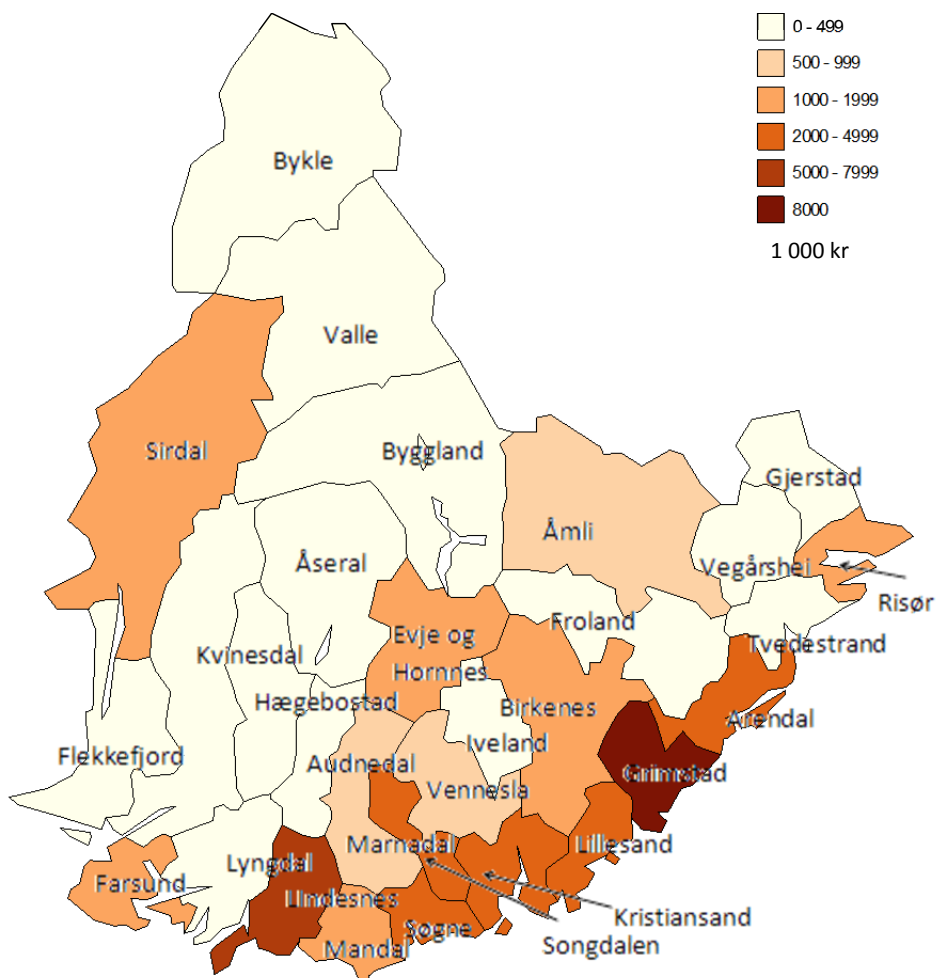 0 - 499
500 - 999
1000 - 1999
2000 - 4999
5000 - 7999
8000
1 000 kr
Bykle
Valle
Sirdal
Byggland
Gjerstad
Åmli
Åseral
Vegårshei
Risør
Froland
Evje og
Hornnes
Tvedestrand
Kvinesdal
Hægebostad
Birkenes
Arendal
Iveland
Flekkefjord
Audnedal
Grimstad
Vennesla
Marnadal
Lillesand
Lyngdal
Farsund
Lindesnes
Kristiansand
Søgne
Songdalen
Mandal